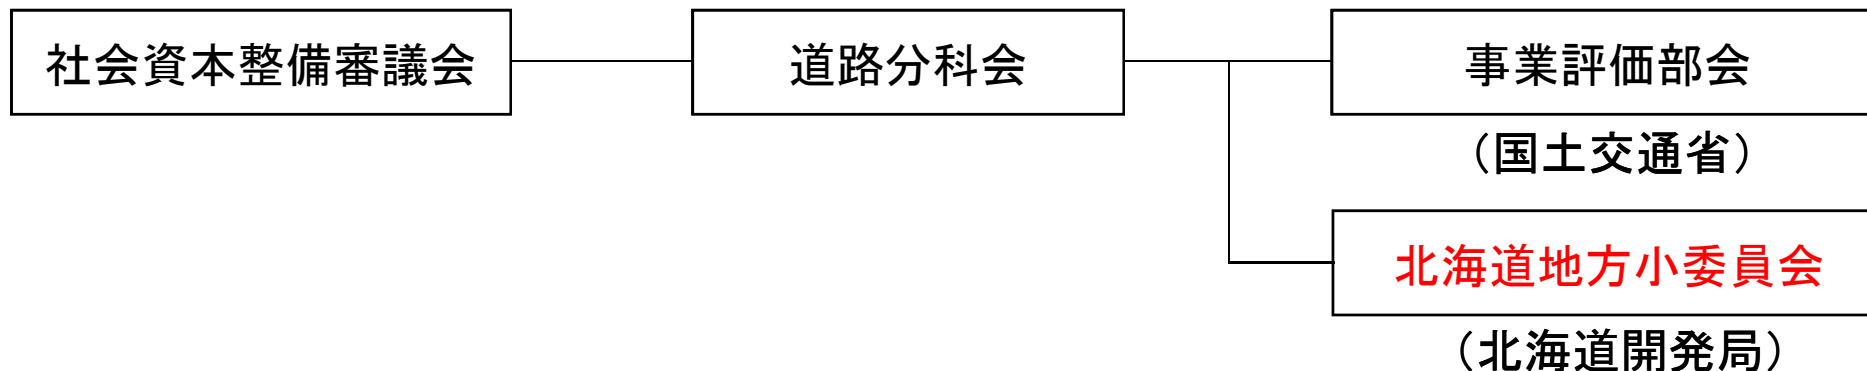 社会資本整備審議会
道路分科会
事業評価部会
（国土交通省）
北海道地方小委員会
（北海道開発局）